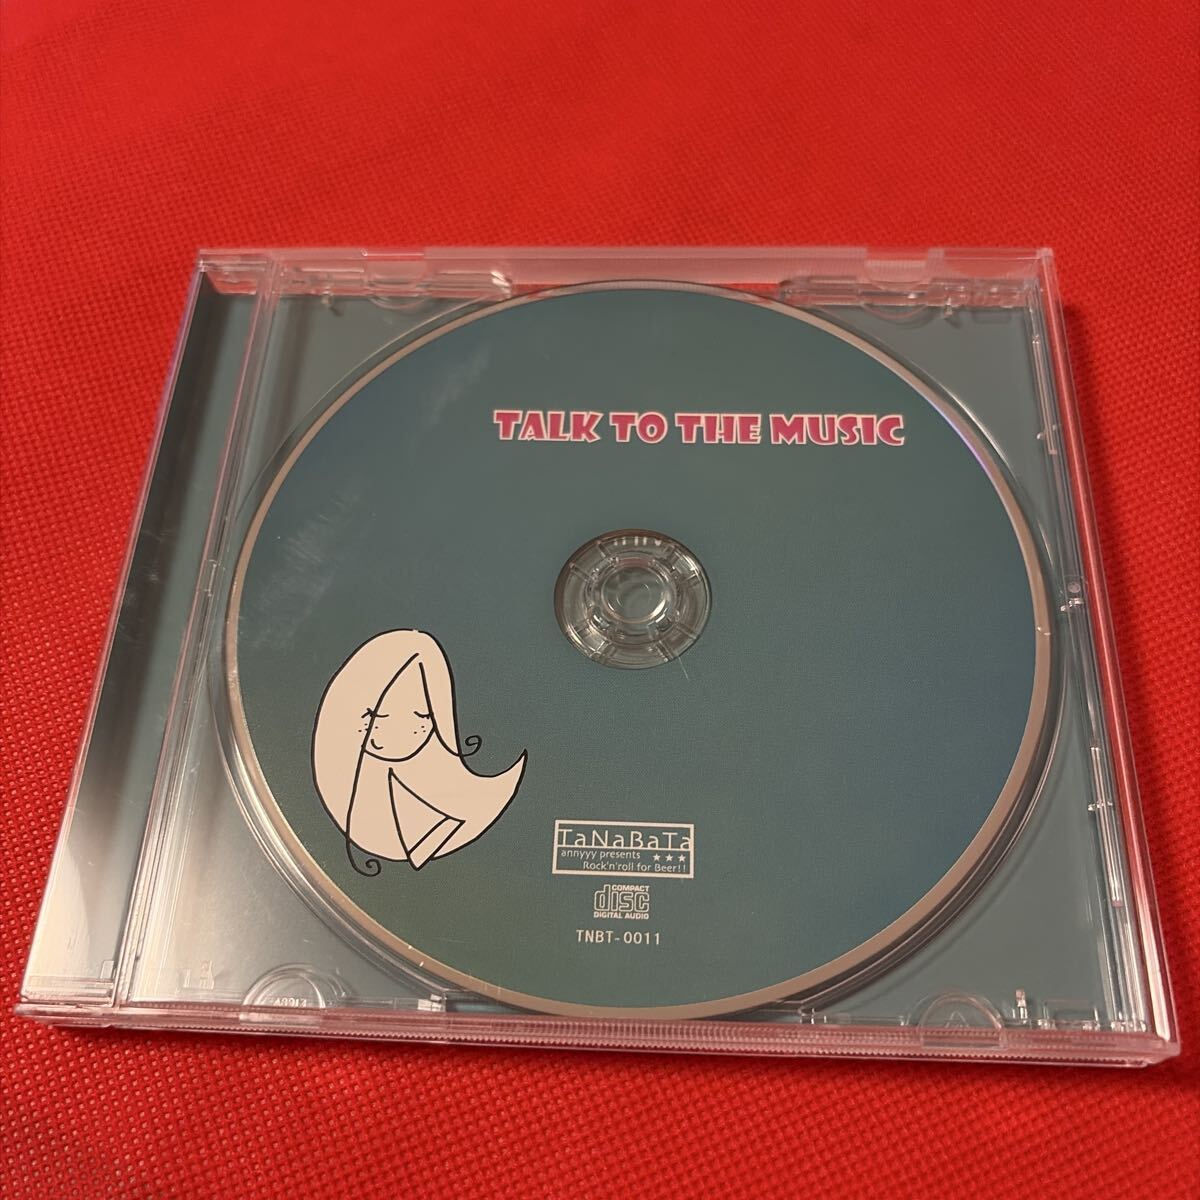 TALK TO THE MUSIC
TaNaBaTa
annyyy presents ★★★
Rock'n'roll for Beer!!
COMPACT
disc
DIGITAL AUDIO
TNBT-0011